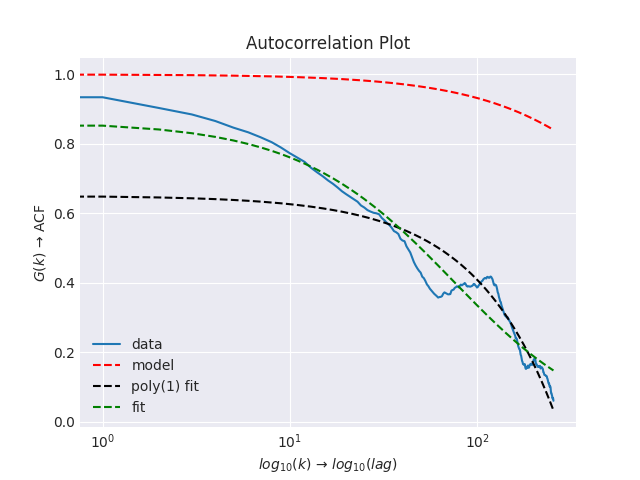 Autocorrelation Plot
1.0
0.8
0.6
0.4
0.2
0.0
G(k) → ACF
data
model
poly(1) fit
fit
10⁰ 10¹ 10²
log₁₀(k) → log₁₀(lag)